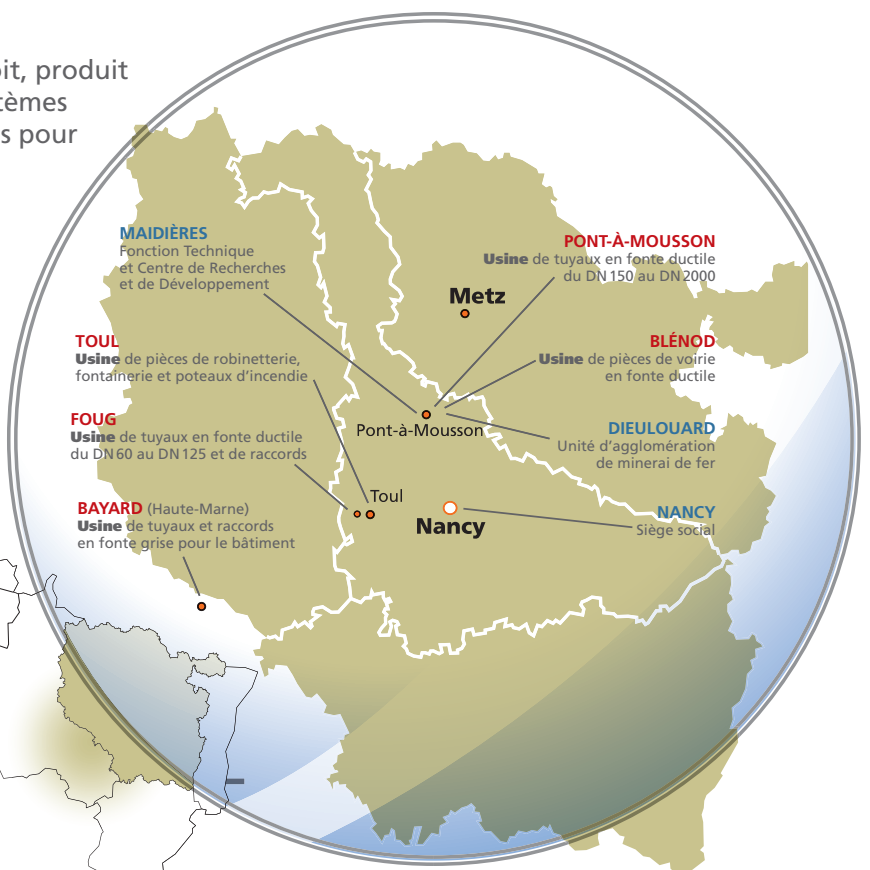 oit, produit
tèmes
s pour
MAIDIÈRES
Fonction Technique
et Centre de Recherches
et de Développement
PONT-À-MOUSSON
Usine de tuyaux en fonte ductile
du DN 150 au DN 2000
Metz
TOUL
Usine de pièces de robinetterie,
fontainerie et poteaux d'incendie
BLÉNOD
Usine de pièces de voirie
en fonte ductile
FOUG
Usine de tuyaux en fonte ductile
du DN 60 au DN 125 et de raccords
Pont-à-Mousson
DIEULOUARD
Unité d'agglomération
de minerai de fer
BAYARD (Haute-Marne)
Usine de tuyaux et raccords
en fonte grise pour le bâtiment
Toul
Nancy
NANCY
Siège social